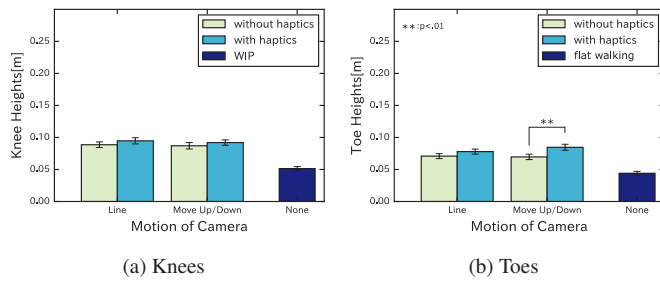 without haptics
with haptics
WIP
0.25
0.20
0.15
0.10
0.05
0.00
Knee Heights[m]
Line
Move Up/Down
None
Motion of Camera
(a) Knees
**:p<.01
without haptics
with haptics
flat walking
0.25
0.20
0.15
0.10
0.05
0.00
Toe Heights[m]
**
Line
Move Up/Down
None
Motion of Camera
(b) Toes